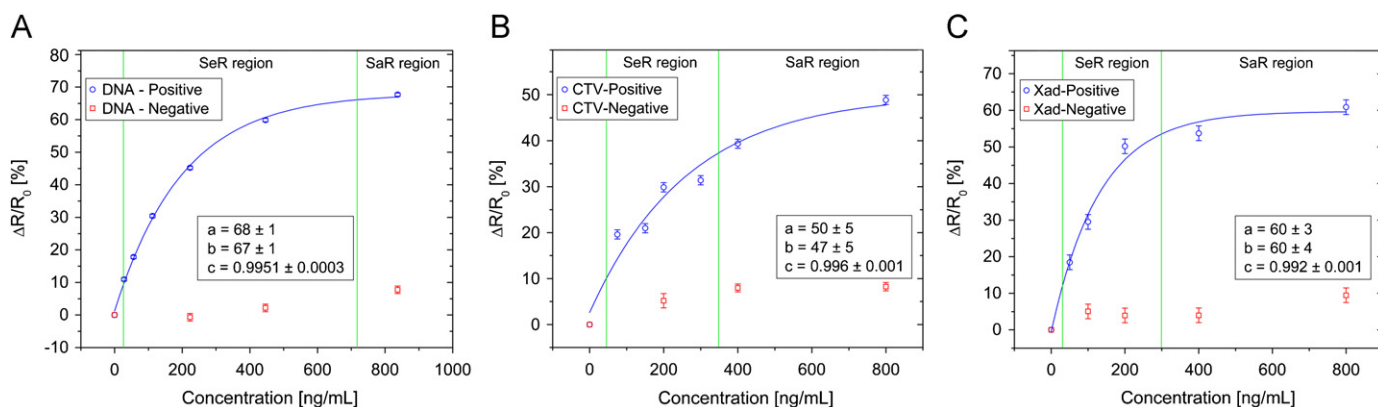 A
SeR region
SaR region
DNA - Positive
DNA - Negative
a = 68 ± 1
b = 67 ± 1
c = 0.9951 ± 0.0003
80
70
60
50
40
30
20
10
0
-10
ΔR/R0 [%]
0 200 400 600 800 1000
Concentration [ng/mL]
B
SeR region
SaR region
CTV-Positive
CTV-Negative
a = 50 ± 5
b = 47 ± 5
c = 0.996 ± 0.001
50
40
30
20
10
0
ΔR/R0 [%]
0 200 400 600 800
Concentration [ng/mL]
C
SeR region
SaR region
Xad-Positive
Xad-Negative
a = 60 ± 3
b = 60 ± 4
c = 0.992 ± 0.001
70
60
50
40
30
20
10
0
ΔR/R0 [%]
0 200 400 600 800
Concentration [ng/mL]